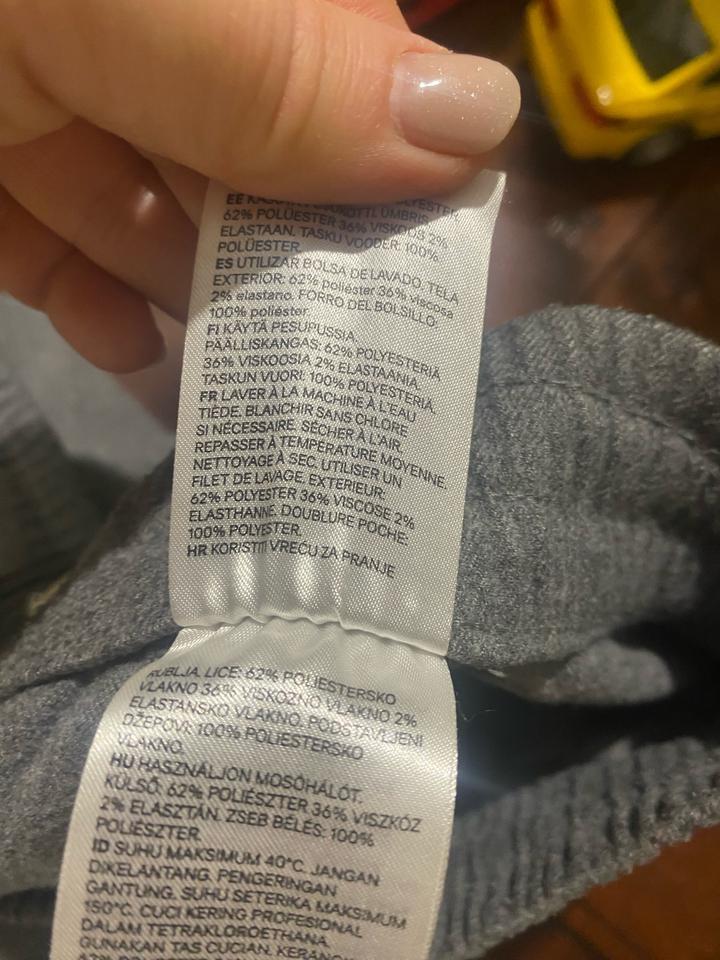 EE
62% POLÜESTER 36% VISKOOS 2%
ELASTAAN. TASKU VOODER: 100%
POLÜESTER.
ES UTILIZAR BOLSA DE LAVADO. TELA
EXTERIOR: 62% poliéster 36% viscosa
2% elastano. FORRO DEL BOLSILLO:
100% poliéster.
FI KÄYTÄ PESUPUSSIA.
PÄÄLLISKANGAS: 62% POLYESTERIÄ
36% VISKOOSIA 2% ELASTAANIA.
TASKUN VUORI: 100% POLYESTERIÄ.
FR LAVER À LA MACHINE À L'EAU
TIÈDE. BLANCHIR SANS CHLORE
SI NÉCESSAIRE. SÉCHER À L'AIR.
REPASSER À TEMPÉRATURE MOYENNE.
NETTOYAGE À SEC. UTILISER UN
FILET DE LAVAGE. EXTERIEUR:
62% POLYESTER 36% VISCOSE 2%
ELASTHANNE. DOUBLURE POCHE:
100% POLYESTER.
HR KORISTITI VREĆU ZA PRANJE
RUBLJA. LICE: 62% POLIESTERSKO
VLAKNO 36% VISKOZNO VLAKNO 2%
ELASTANSKO VLAKNO. PODSTAVLJENI
DŽEPOVI: 100% POLIESTERSKO
VLAKNO.
HU HASZNÁLJON MOSÓHÁLÓT.
KÜLSŐ: 62% POLIÉSZTER 36% VISZKÓZ
2% ELASZTÁN. ZSEB BÉLÉS: 100%
POLIÉSZTER.
ID SUHU MAKSIMUM 40°C. JANGAN
DIKELANTANG. PENGERINGAN
GANTUNG. SUHU SETERIKA MAKSIMUM
150°C. CUCI KERING PROFESIONAL
DALAM TETRAKLOROETHANA.
GUNAKAN TAS CUCIAN.